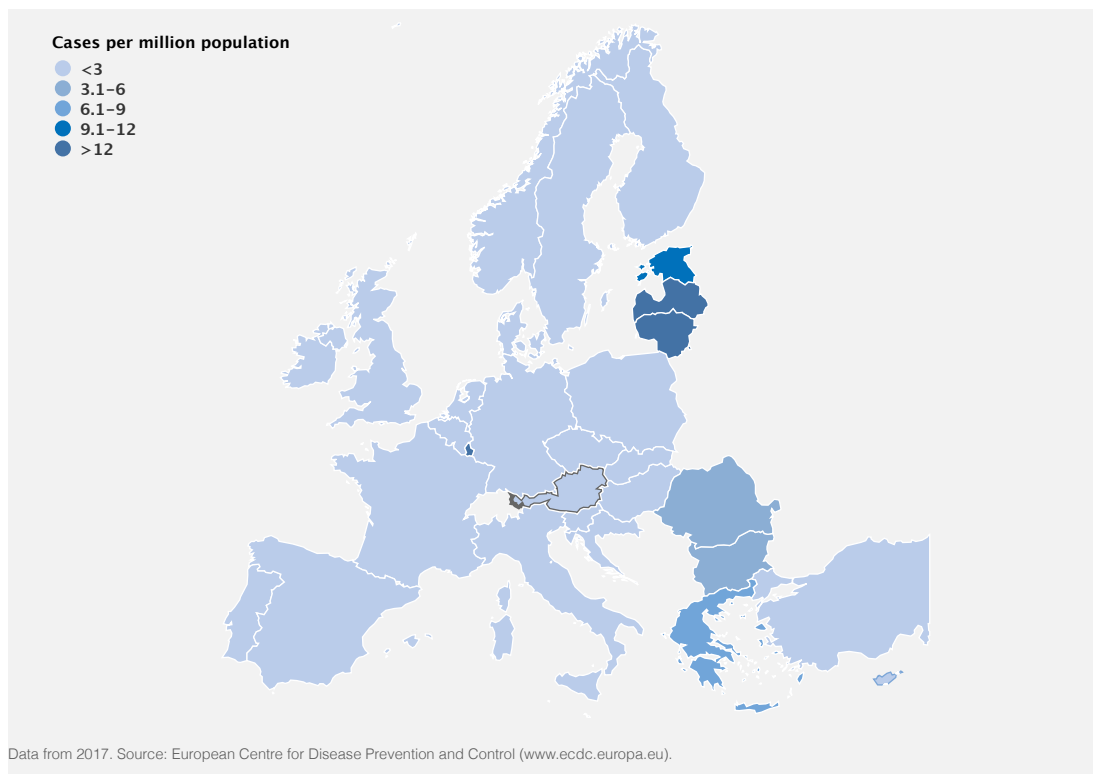 Cases per million population
<3
3.1–6
6.1–9
9.1–12
>12
Data from 2017. Source: European Centre for Disease Prevention and Control (www.ecdc.europa.eu).